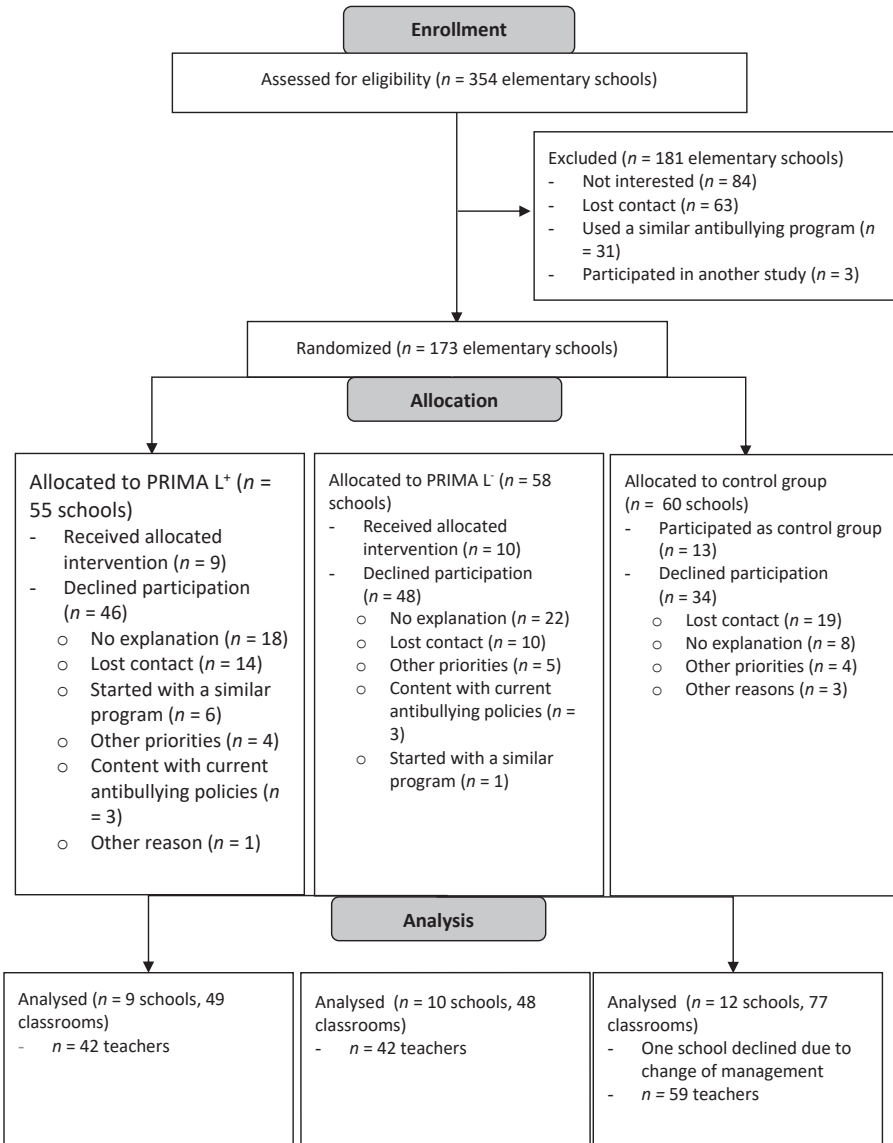 Enrollment
Assessed for eligibility (n = 354 elementary schools)
Excluded (n = 181 elementary schools)
- Not interested (n = 84)
- Lost contact (n = 63)
- Used a similar antibullying program (n
= 31)
- Participated in another study (n = 3)
Randomized (n = 173 elementary schools)
Allocation
Allocated to PRIMA L+ (n =
55 schools)
- Received allocated
intervention (n = 9)
- Declined participation
(n = 46)
o No explanation (n = 18)
o Lost contact (n = 14)
o Started with a similar
program (n = 6)
o Other priorities (n = 4)
o Content with current
antibullying policies (n
= 3)
o Other reason (n = 1)
Allocated to PRIMA L- (n = 58
schools)
- Received allocated
intervention (n = 10)
- Declined participation
(n = 48)
o No explanation (n = 22)
o Lost contact (n = 10)
o Other priorities (n = 5)
o Content with current
antibullying policies (n =
3)
o Started with a similar
program (n = 1)
Allocated to control group
(n = 60 schools)
- Participated as control group
(n = 13)
- Declined participation
(n = 34)
o Lost contact (n = 19)
o No explanation (n = 8)
o Other priorities (n = 4)
o Other reasons (n = 3)
Analysis
Analysed (n = 9 schools, 49
classrooms)
- n = 42 teachers
Analysed (n = 10 schools, 48
classrooms)
- n = 42 teachers
Analysed (n = 12 schools, 77
classrooms)
- One school declined due to
change of management
- n = 59 teachers